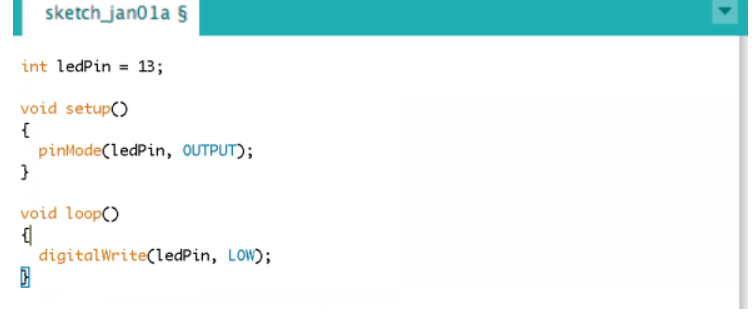 sketch_jan01a §
int ledPin = 13;
void setup()
{
pinMode(ledPin, OUTPUT);
}
void loop()
{
digitalWrite(ledPin, LOW);
}